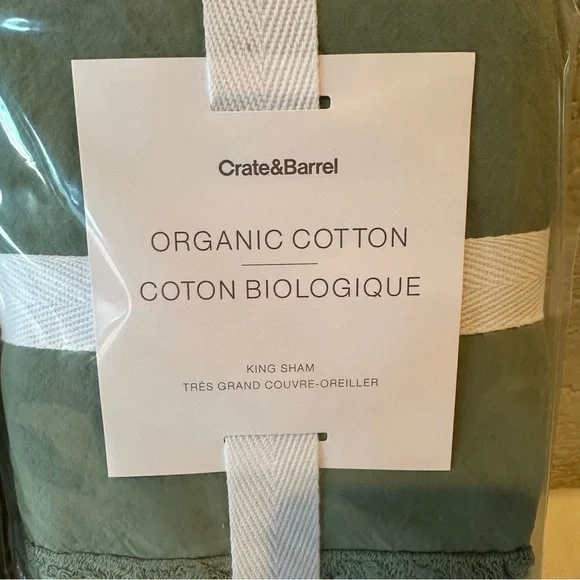 Crate&Barrel
ORGANIC COTTON
COTON BIOLOGIQUE
KING SHAM
TRÈS GRAND COUVRE-OREILLER